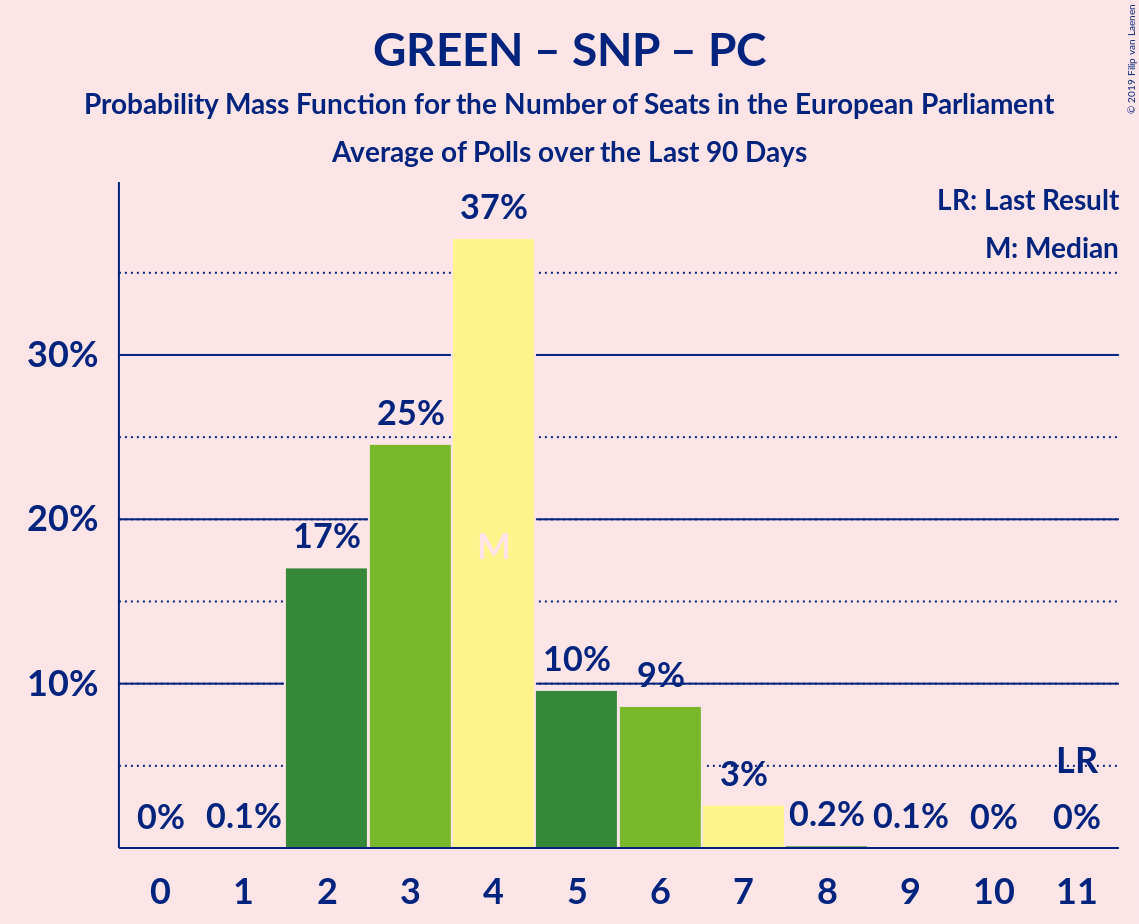 GREEN – SNP – PC
Probability Mass Function for the Number of Seats in the European Parliament
Average of Polls over the Last 90 Days
© 2019 Filip van Laenen
LR: Last Result
M: Median
37%
30%
25%
20%
17%
M
10%
10%
9%
3%
LR
0%
0.1%
0.2%
0.1%
0%
0%
0 1 2 3 4 5 6 7 8 9 10 11